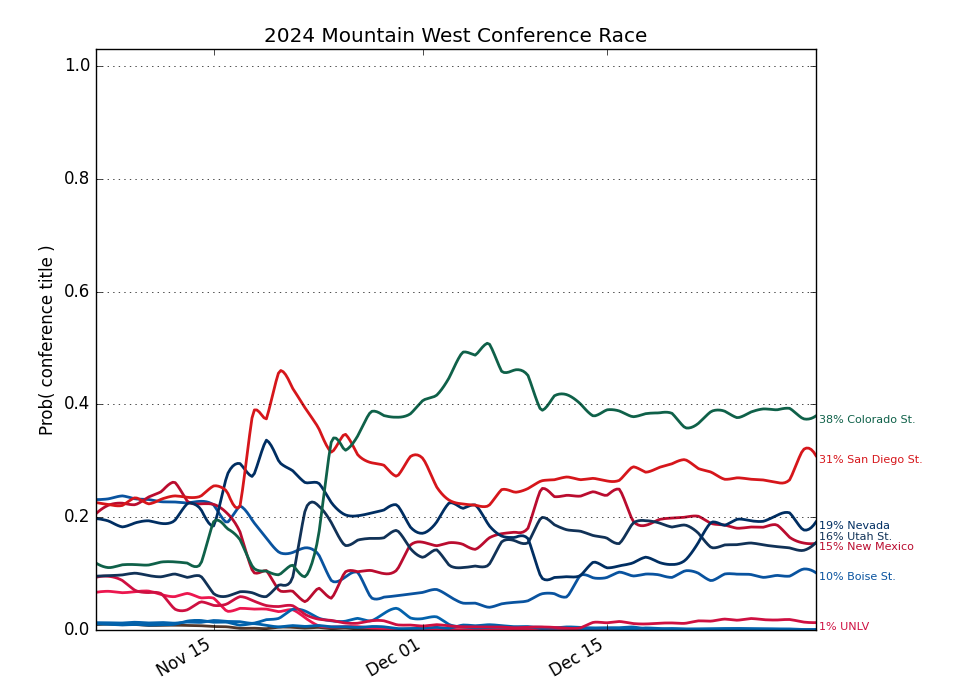 2024 Mountain West Conference Race
Prob( conference title )
1.0
0.8
0.6
0.4
0.2
0.0
Nov 15
Dec 01
Dec 15
38% Colorado St.
31% San Diego St.
19% Nevada
16% Utah St.
15% New Mexico
10% Boise St.
1% UNLV